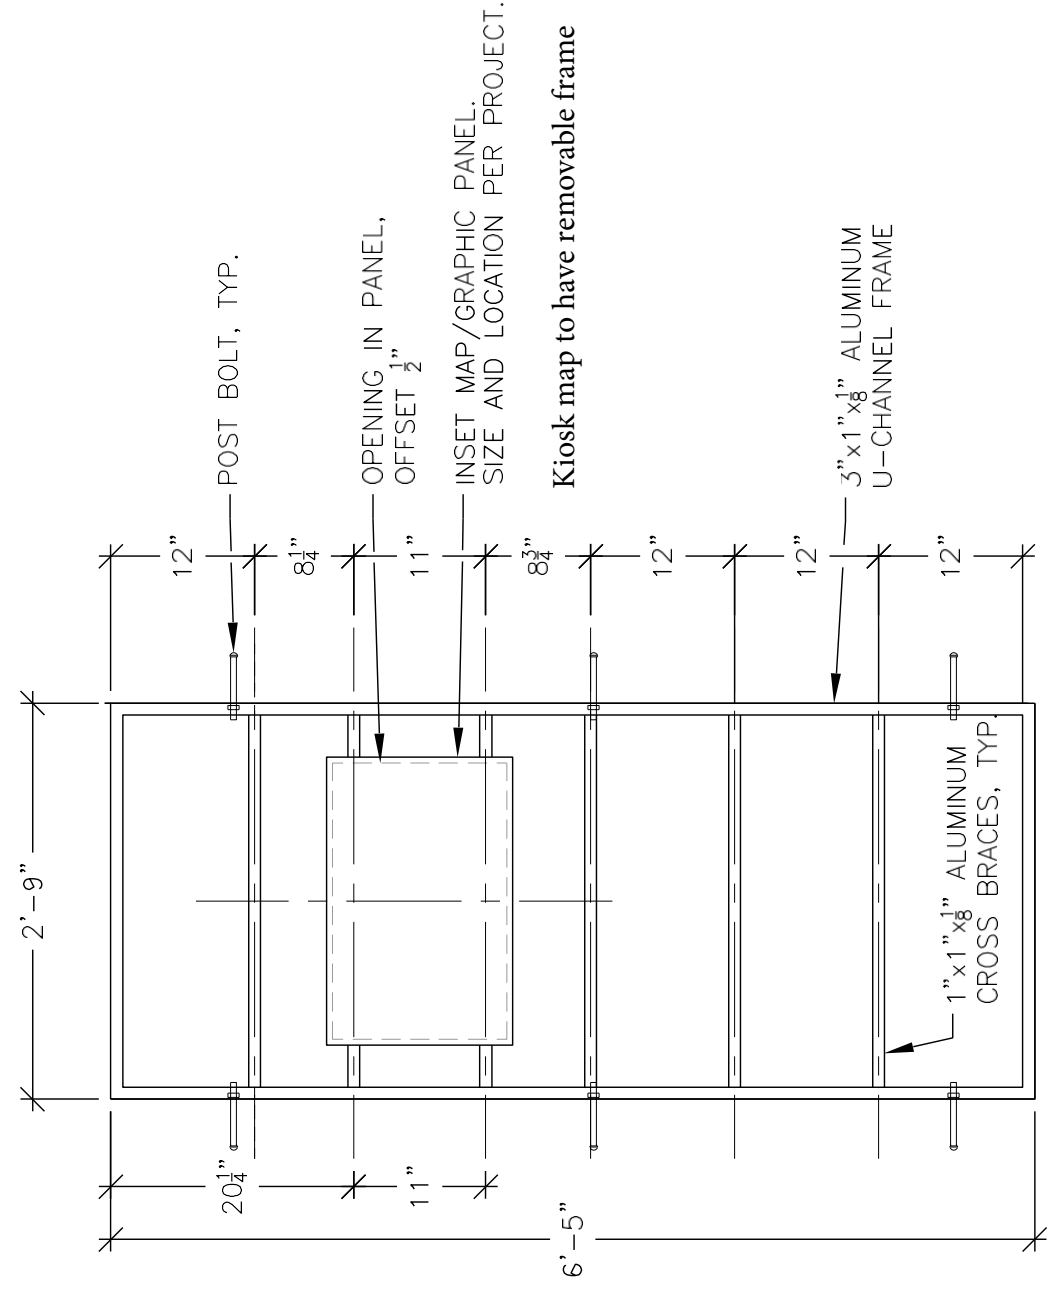 POST BOLT, TYP.
OPENING IN PANEL,
OFFSET 1/2"
INSET MAP/GRAPHIC PANEL.
SIZE AND LOCATION PER PROJECT.
Kiosk map to have removable frame
3"x1"x1/8" ALUMINUM
U-CHANNEL FRAME
12"
8 1/4"
11"
8 3/4"
12"
12"
12"
2'-9"
1"x1"x1/8" ALUMINUM
CROSS BRACES, TYP.
20 1/4"
11"
6'-5"